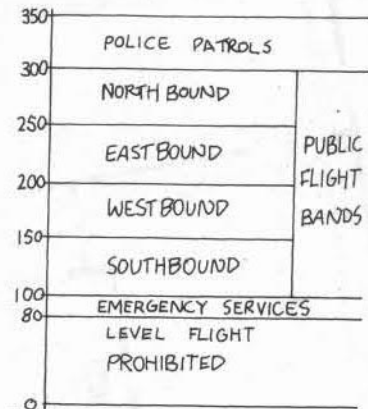 350
POLICE PATROLS
300
NORTH BOUND
250
EAST BOUND
200
WEST BOUND
150
SOUTHBOUND
PUBLIC
FLIGHT
BANDS
100
EMERGENCY SERVICES
80
LEVEL FLIGHT
PROHIBITED
0